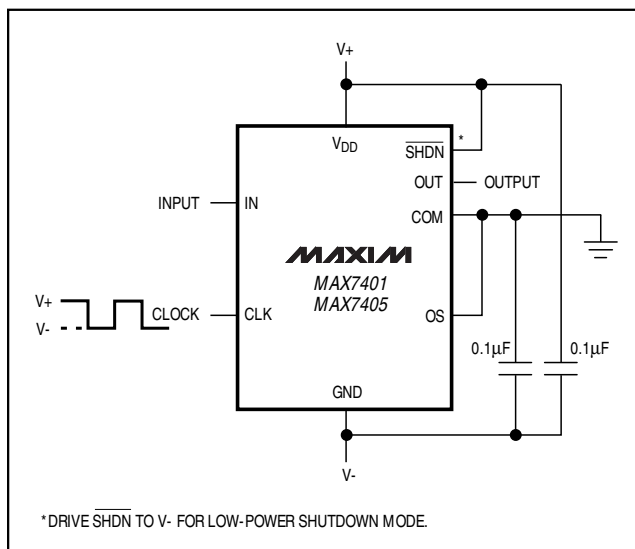 V+
VDD
*
SHDN
OUT
OUTPUT
INPUT
IN
COM
MAXIM
MAX7401
MAX7405
V+
V-
CLOCK
CLK
OS
0.1µF
0.1µF
GND
V-
*DRIVE SHDN TO V- FOR LOW-POWER SHUTDOWN MODE.